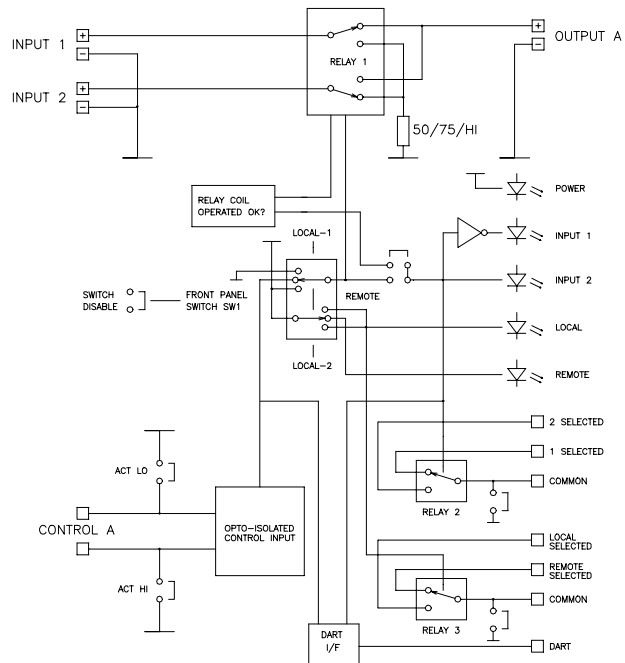 INPUT 1
+
−
INPUT 2
+
−
RELAY 1
+
−
OUTPUT A
50/75/HI
POWER
RELAY COIL
OPERATED OK?
INPUT 1
LOCAL−1
INPUT 2
SWITCH
DISABLE
FRONT PANEL
SWITCH SW1
REMOTE
LOCAL
LOCAL−2
REMOTE
2 SELECTED
1 SELECTED
COMMON
RELAY 2
ACT LO
CONTROL A
OPTO−ISOLATED
CONTROL INPUT
ACT HI
LOCAL
SELECTED
REMOTE
SELECTED
COMMON
RELAY 3
DART
I/F
DART